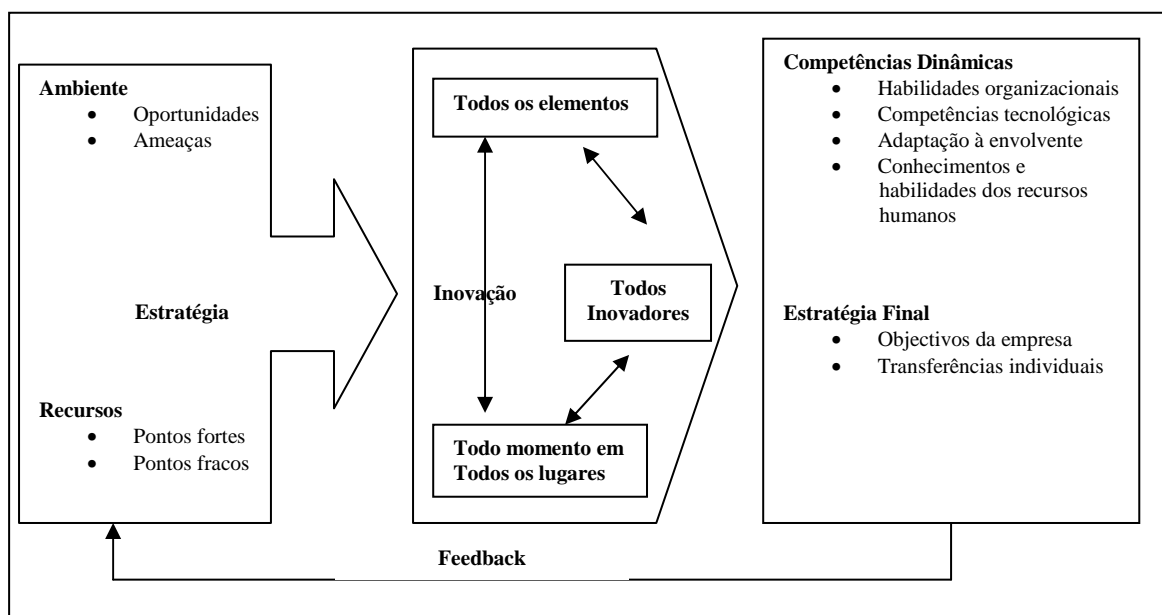 Ambiente
• Oportunidades
• Ameaças
Estratégia
Recursos
• Pontos fortes
• Pontos fracos
Todos os elementos
Inovação
Todos
Inovadores
Todo momento em
Todos os lugares
Competências Dinâmicas
• Habilidades organizacionais
• Competências tecnológicas
• Adaptação à envolvente
• Conhecimentos e
habilidades dos recursos
humanos
Estratégia Final
• Objectivos da empresa
• Transferências individuais
Feedback